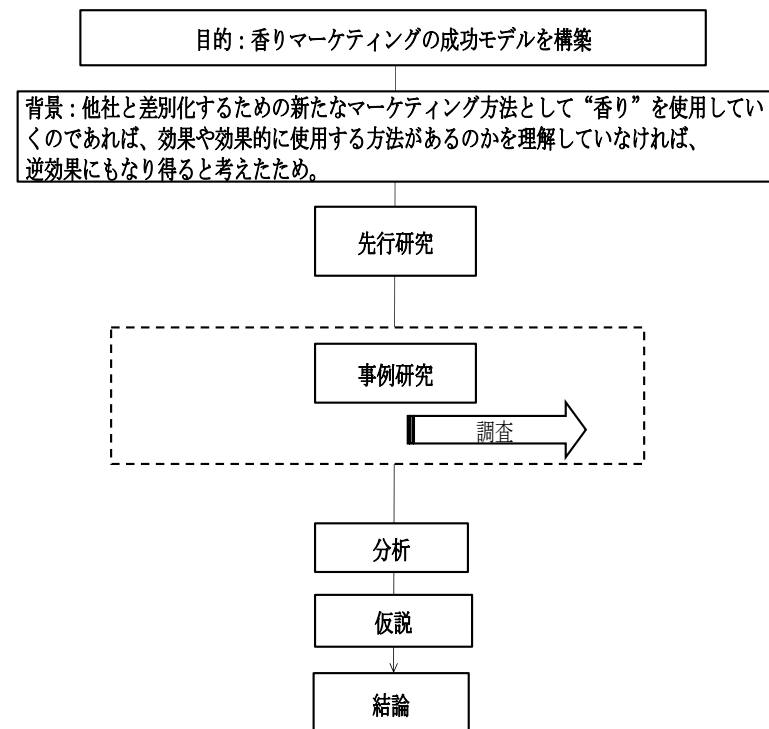 目的：香りマーケティングの成功モデルを構築
背景：他社と差別化するための新たなマーケティング方法として“香り”を使用してい
くのであれば、効果や効果的に使用する方法があるのかを理解していなければ、
逆効果にもなり得ると考えたため。
先行研究
事例研究
調査
分析
仮説
結論